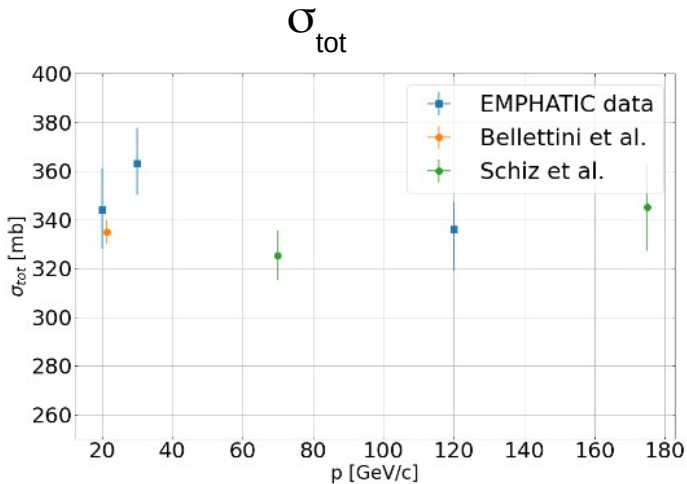 σtot
400
380
360
340
320
300
280
260
σtot [mb]
EMPHATIC data
Bellettini et al.
Schiz et al.
20 40 60 80 100 120 140 160 180
p [GeV/c]